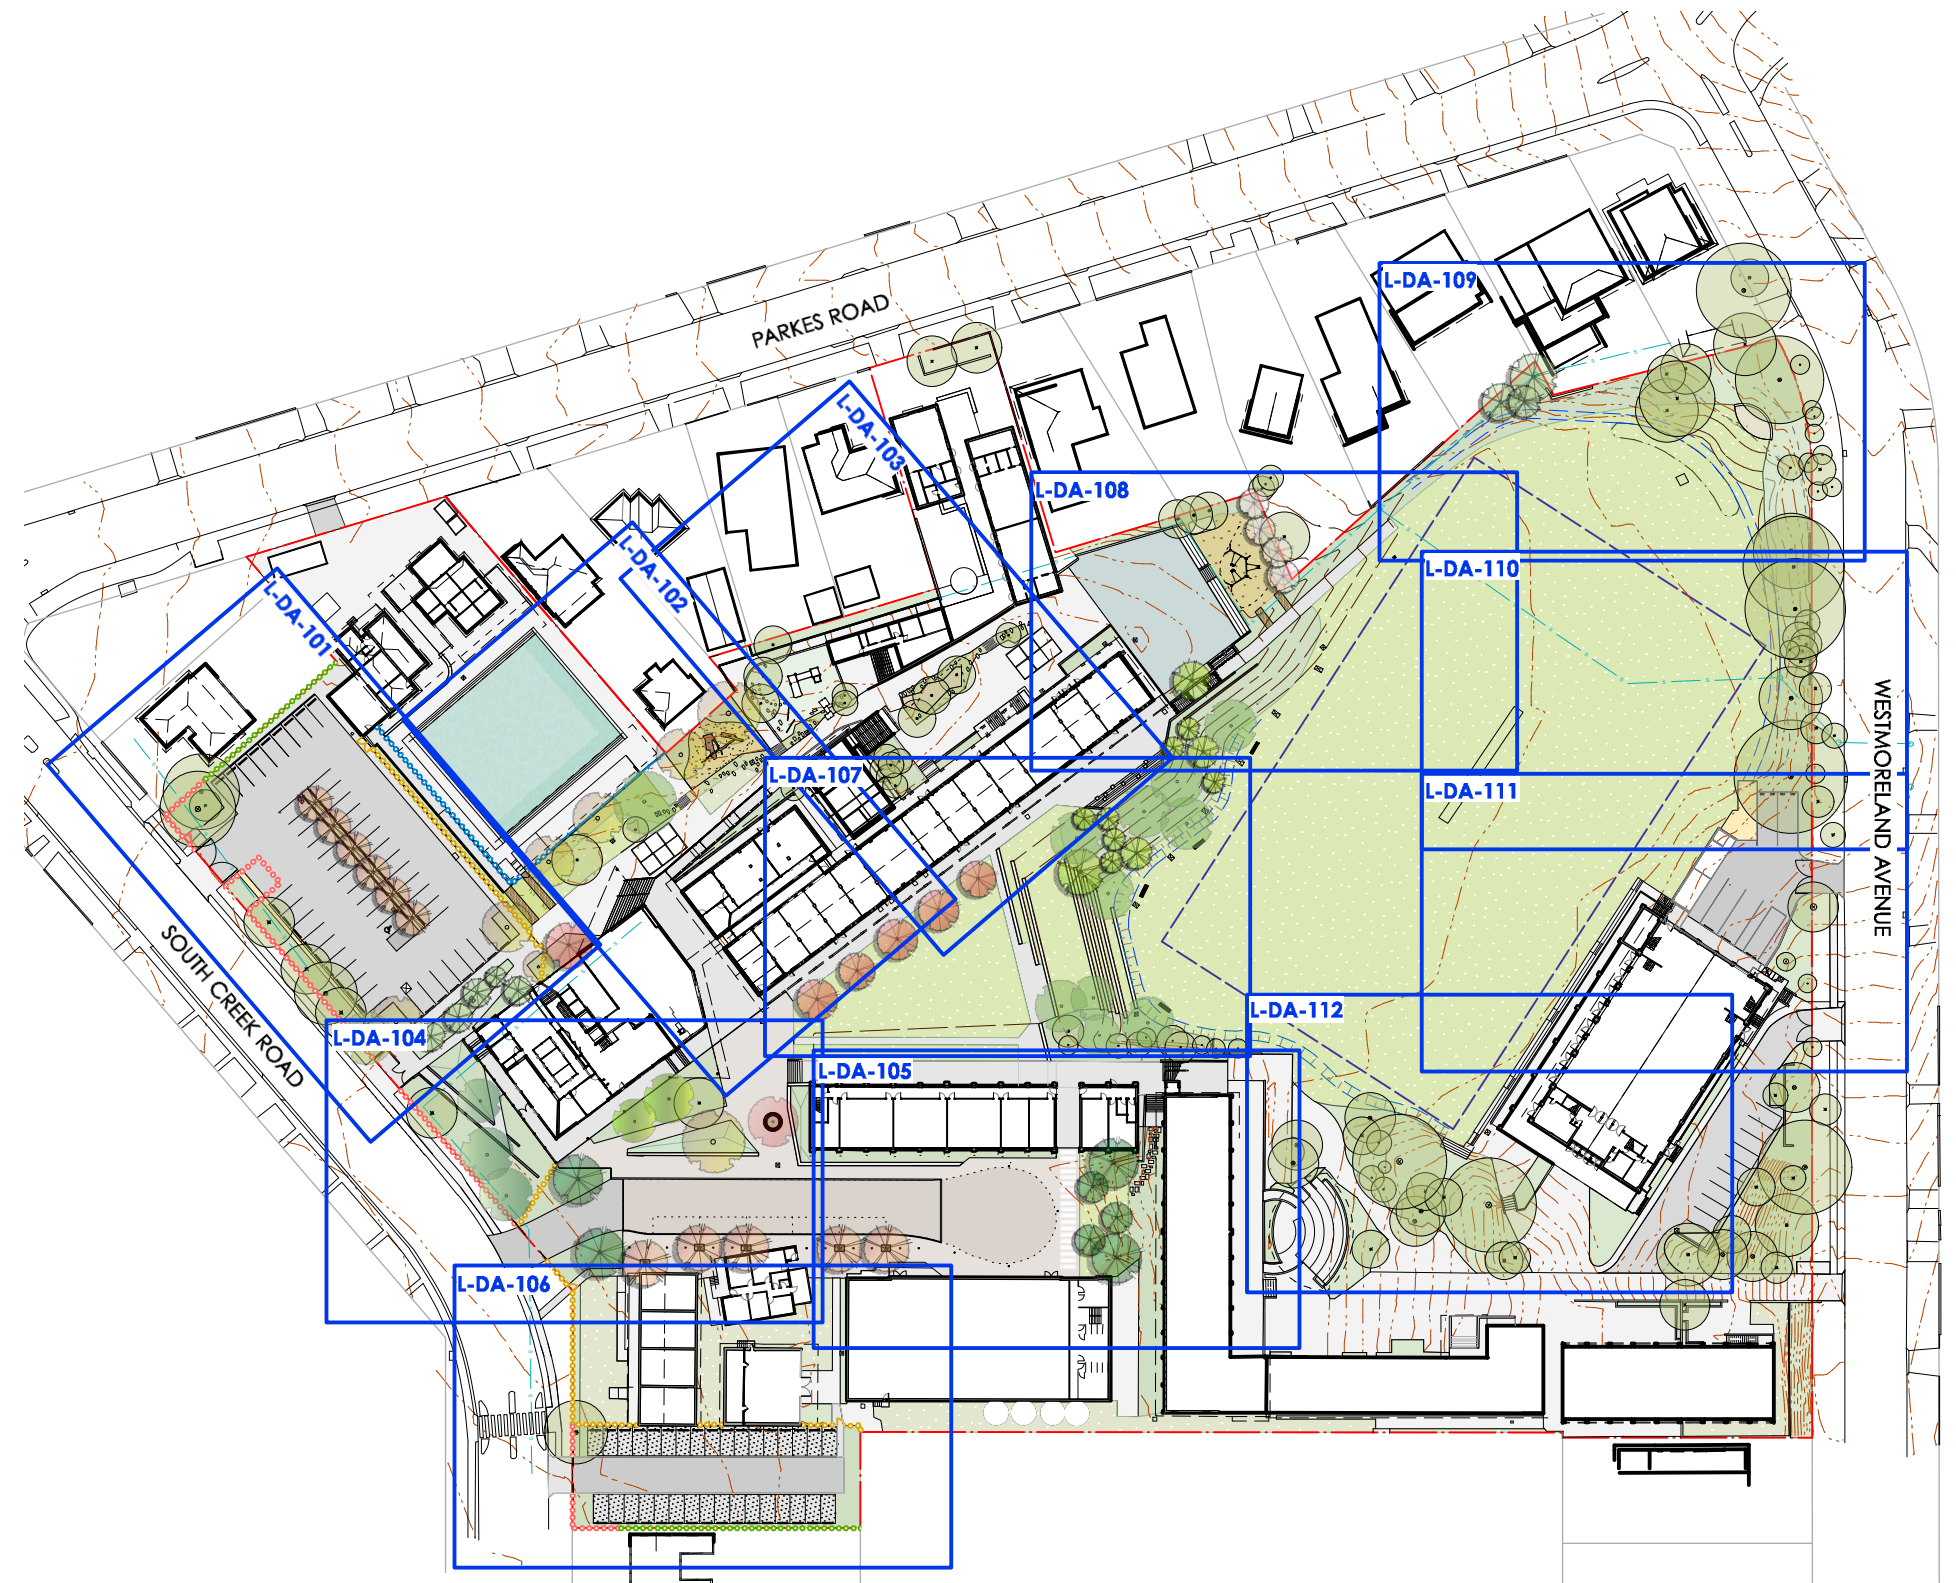 L-DA-109
PARKES ROAD
L-DA-103
L-DA-108
L-DA-102
L-DA-110
L-DA-101
WESTMORELAND AVENUE
L-DA-107
L-DA-111
SOUTH CREEK ROAD
L-DA-112
L-DA-104
L-DA-105
L-DA-106